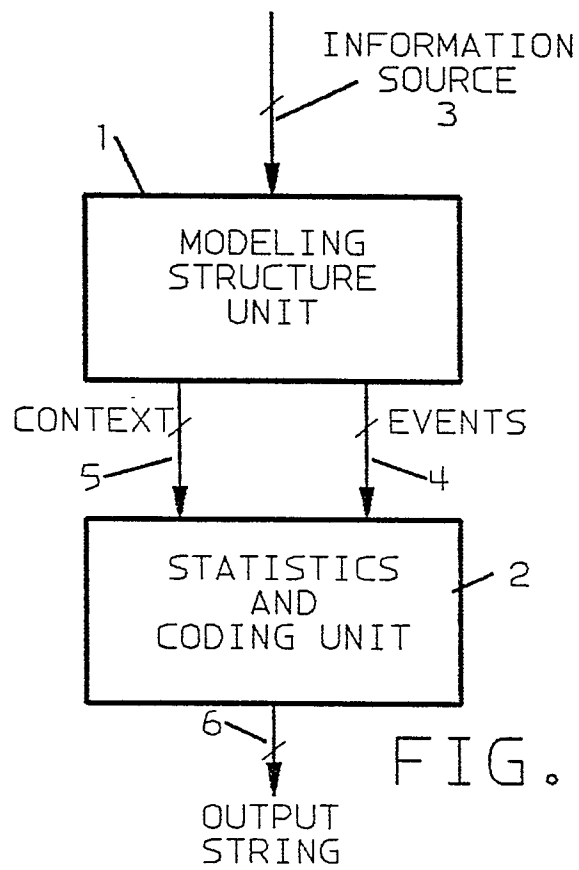 INFORMATION
SOURCE
3
1
MODELING
STRUCTURE
UNIT
CONTEXT
EVENTS
5
4
STATISTICS
AND
CODING UNIT
2
6
FIG.
OUTPUT
STRING